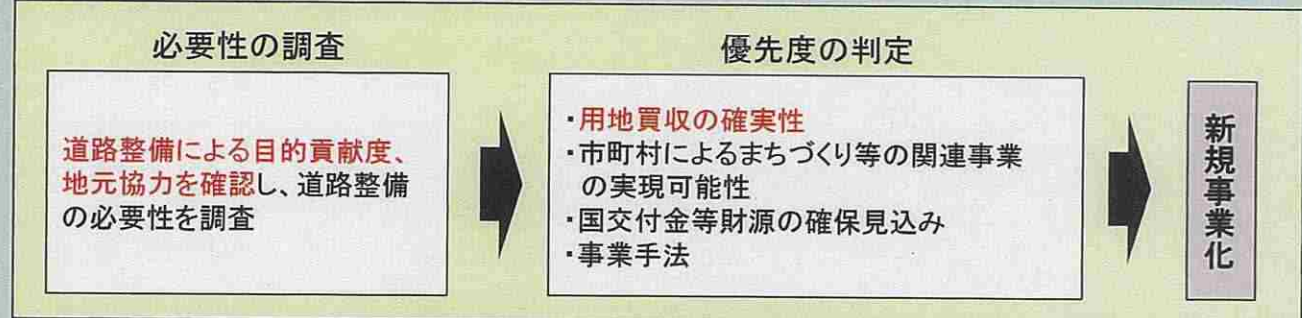 必要性の調査
道路整備による目的貢献度、
地元協力を確認し、道路整備
の必要性を調査
優先度の判定
・用地買収の確実性
・市町村によるまちづくり等の関連事業
の実現可能性
・国交付金等財源の確保見込み
・事業手法
新規事業化